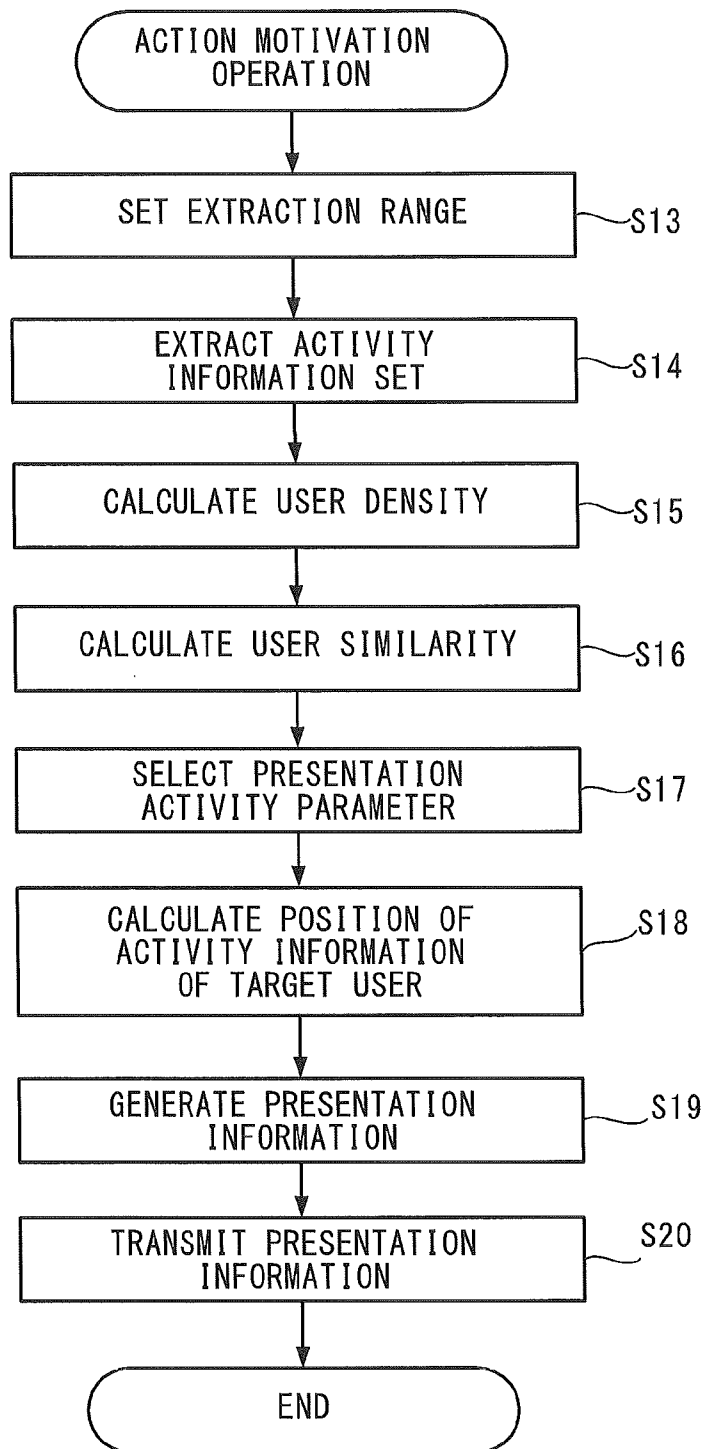 ACTION MOTIVATION
OPERATION
SET EXTRACTION RANGE
S13
EXTRACT ACTIVITY
INFORMATION SET
S14
CALCULATE USER DENSITY
S15
CALCULATE USER SIMILARITY
S16
SELECT PRESENTATION
ACTIVITY PARAMETER
S17
CALCULATE POSITION OF
ACTIVITY INFORMATION
OF TARGET USER
S18
GENERATE PRESENTATION
INFORMATION
S19
TRANSMIT PRESENTATION
INFORMATION
S20
END